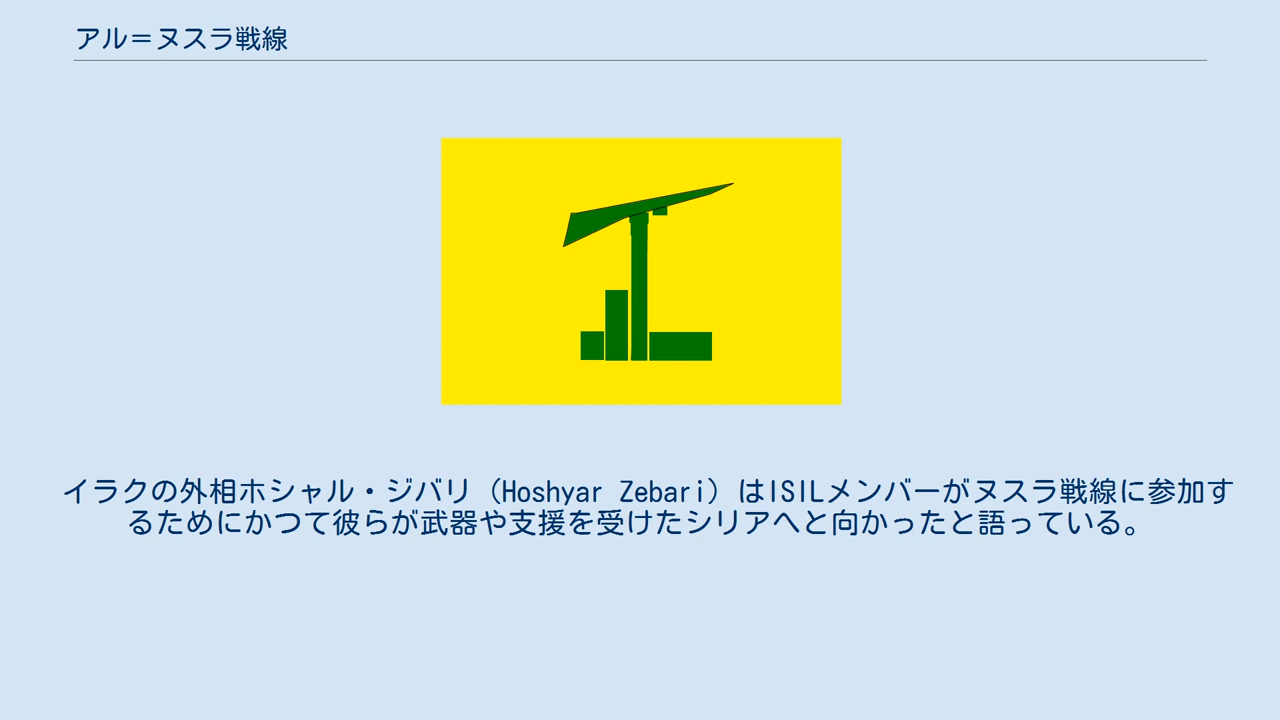 アル＝ヌスラ戦線
イラクの外相ホシャル・ジバリ（Hoshyar Zebari）はISILメンバーがヌスラ戦線に参加す
るためにかつて彼らが武器や支援を受けたシリアへと向かったと語っている。